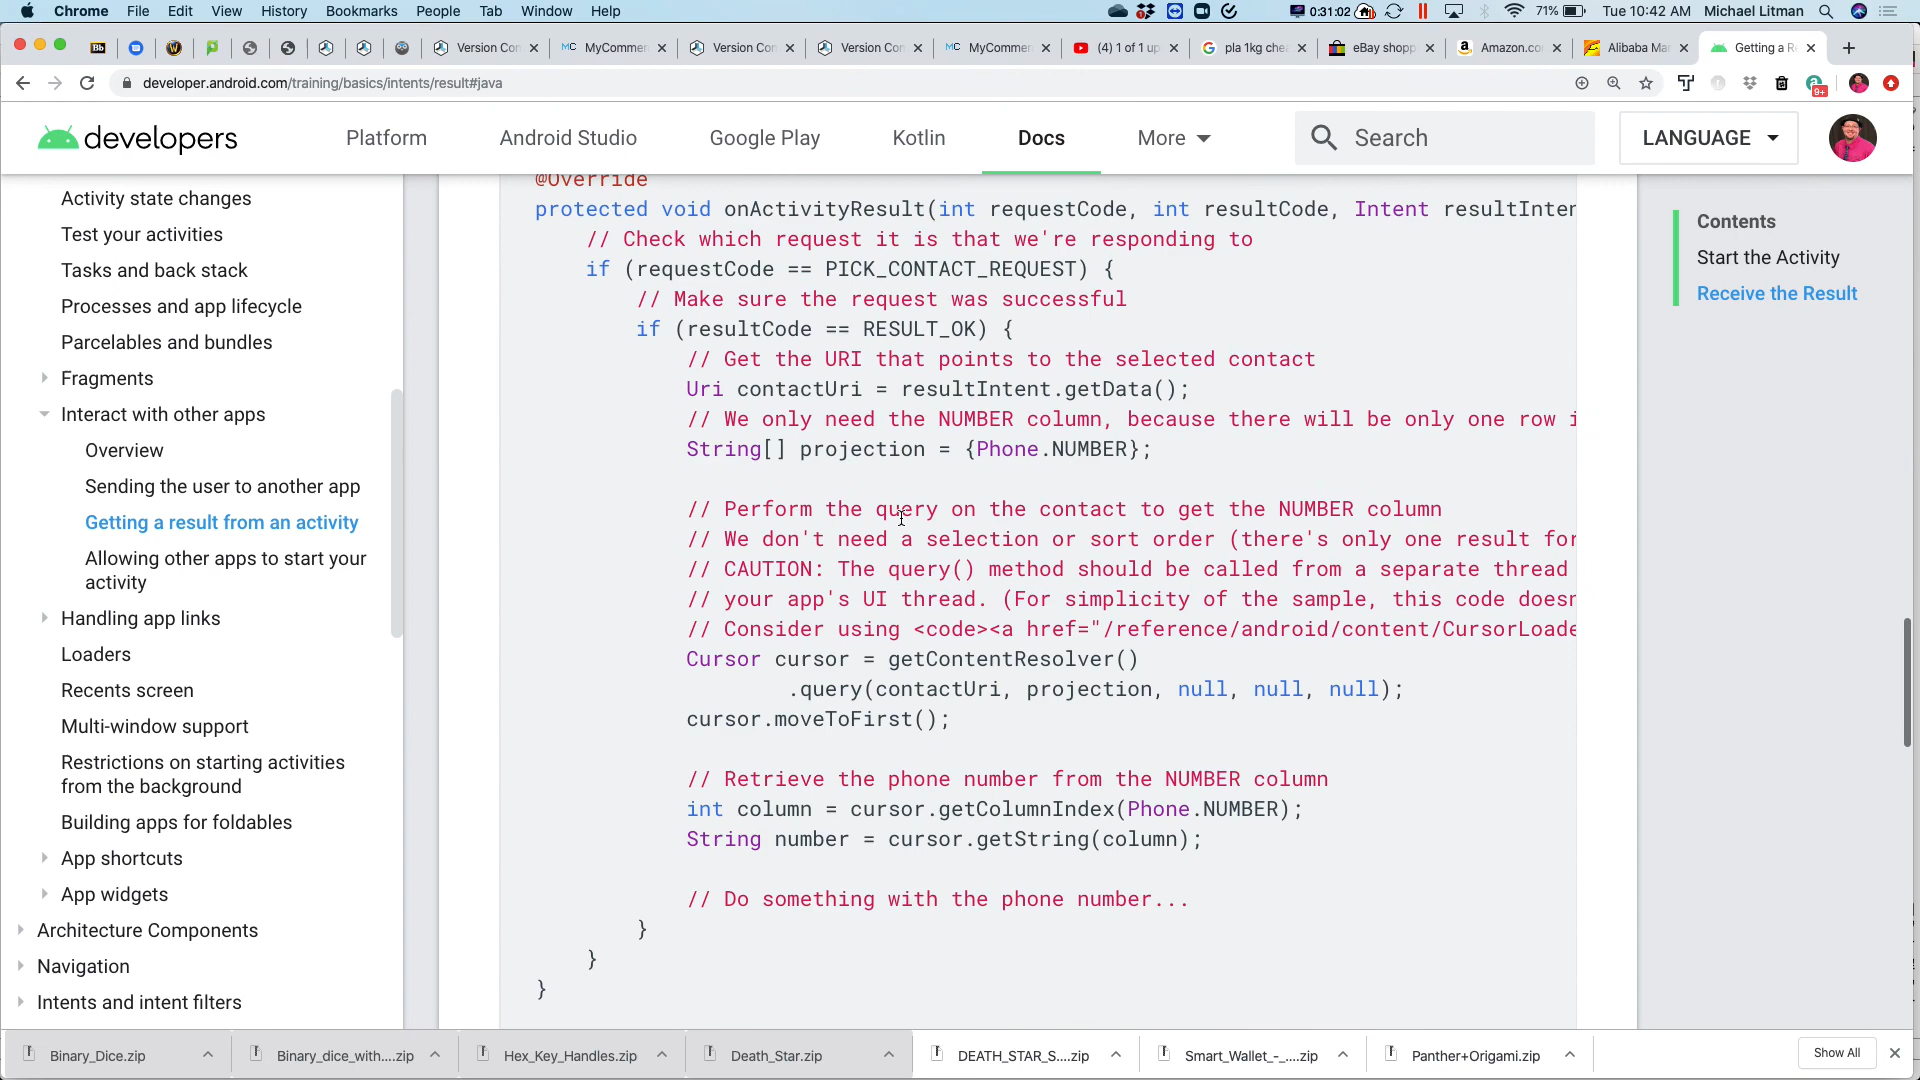 Chrome File Edit View History Bookmarks People Tab Window Help 0:31:02 71% Tue 10:42 AM Michael Litman
Bb Version Con MyCommer Version Con Version Con MyCommer (4) 1 of 1 up pla 1kg che eBay shopp Amazon.co Alibaba Ma Getting a Re
developer.android.com/training/basics/intents/result#java 9+
developers Platform Android Studio Google Play Kotlin Docs More Search LANGUAGE
Activity state changes
Test your activities
Tasks and back stack
Processes and app lifecycle
Parcelables and bundles
Fragments
Interact with other apps
Overview
Sending the user to another app
Getting a result from an activity
Allowing other apps to start your
activity
Handling app links
Loaders
Recents screen
Multi-window support
Restrictions on starting activities
from the background
Building apps for foldables
App shortcuts
App widgets
Architecture Components
Navigation
Intents and intent filters
@Override
protected void onActivityResult(int requestCode, int resultCode, Intent resultInten
// Check which request it is that we're responding to
if (requestCode == PICK_CONTACT_REQUEST) {
// Make sure the request was successful
if (resultCode == RESULT_OK) {
// Get the URI that points to the selected contact
Uri contactUri = resultIntent.getData();
// We only need the NUMBER column, because there will be only one row i
String[] projection = {Phone.NUMBER};
// Perform the query on the contact to get the NUMBER column
// We don't need a selection or sort order (there's only one result for
// CAUTION: The query() method should be called from a separate thread
// your app's UI thread. (For simplicity of the sample, this code doesn
// Consider using <code><a href="/reference/android/content/CursorLoade
Cursor cursor = getContentResolver()
.query(contactUri, projection, null, null, null);
cursor.moveToFirst();
// Retrieve the phone number from the NUMBER column
int column = cursor.getColumnIndex(Phone.NUMBER);
String number = cursor.getString(column);
// Do something with the phone number...
}
}
}
Contents
Start the Activity
Receive the Result
Binary_Dice.zip Binary_dice_with....zip Hex_Key_Handles.zip Death_Star.zip DEATH_STAR_S....zip Smart_Wallet_-_....zip Panther+Origami.zip Show All